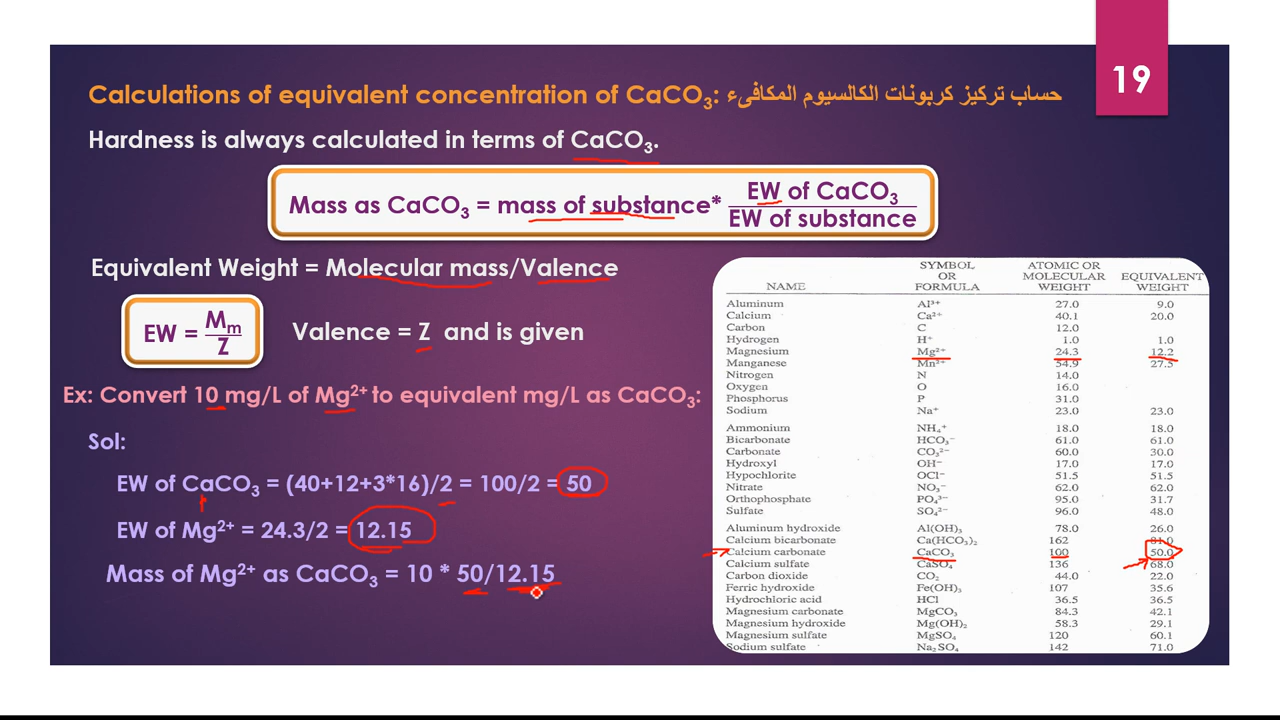 19
Calculations of equivalent concentration of CaCO₃: حساب تركيز كربونات الكالسيوم المكافىء
Hardness is always calculated in terms of CaCO₃.
Mass as CaCO₃ = mass of substance* EW of CaCO₃ / EW of substance
Equivalent Weight = Molecular mass/Valence
EW = Mm / Z
Valence = Z and is given
Ex: Convert 10 mg/L of Mg²⁺ to equivalent mg/L as CaCO₃:
Sol:
EW of CaCO₃ = (40+12+3*16)/2 = 100/2 = 50
EW of Mg²⁺ = 24.3/2 = 12.15
Mass of Mg²⁺ as CaCO₃ = 10 * 50/12.15
NAME SYMBOL OR FORMULA ATOMIC OR MOLECULAR WEIGHT EQUIVALENT WEIGHT
Aluminum Al³⁺ 27.0 9.0
Calcium Ca²⁺ 40.1 20.0
Carbon C 12.0
Hydrogen H⁺ 1.0 1.0
Magnesium Mg²⁺ 24.3 12.2
Manganese Mn²⁺ 54.9 27.5
Nitrogen N 14.0
Oxygen O 16.0
Phosphorus P 31.0
Sodium Na⁺ 23.0 23.0
Ammonium NH₄⁺ 18.0 18.0
Bicarbonate HCO₃⁻ 61.0 61.0
Carbonate CO₃²⁻ 60.0 30.0
Hydroxyl OH⁻ 17.0 17.0
Hypochlorite OCl⁻ 51.5 51.5
Nitrate NO₃⁻ 62.0 62.0
Orthophosphate PO₄³⁻ 95.0 31.7
Sulfate SO₄²⁻ 96.0 48.0
Aluminum hydroxide Al(OH)₃ 78.0 26.0
Calcium bicarbonate Ca(HCO₃)₂ 162 81.0
Calcium carbonate CaCO₃ 100 50.0
Calcium sulfate CaSO₄ 136 68.0
Carbon dioxide CO₂ 44.0 22.0
Ferric hydroxide Fe(OH)₃ 107 35.6
Hydrochloric acid HCl 36.5 36.5
Magnesium carbonate MgCO₃ 84.3 42.1
Magnesium hydroxide Mg(OH)₂ 58.3 29.1
Magnesium sulfate MgSO₄ 120 60.1
Sodium sulfate Na₂SO₄ 142 71.0